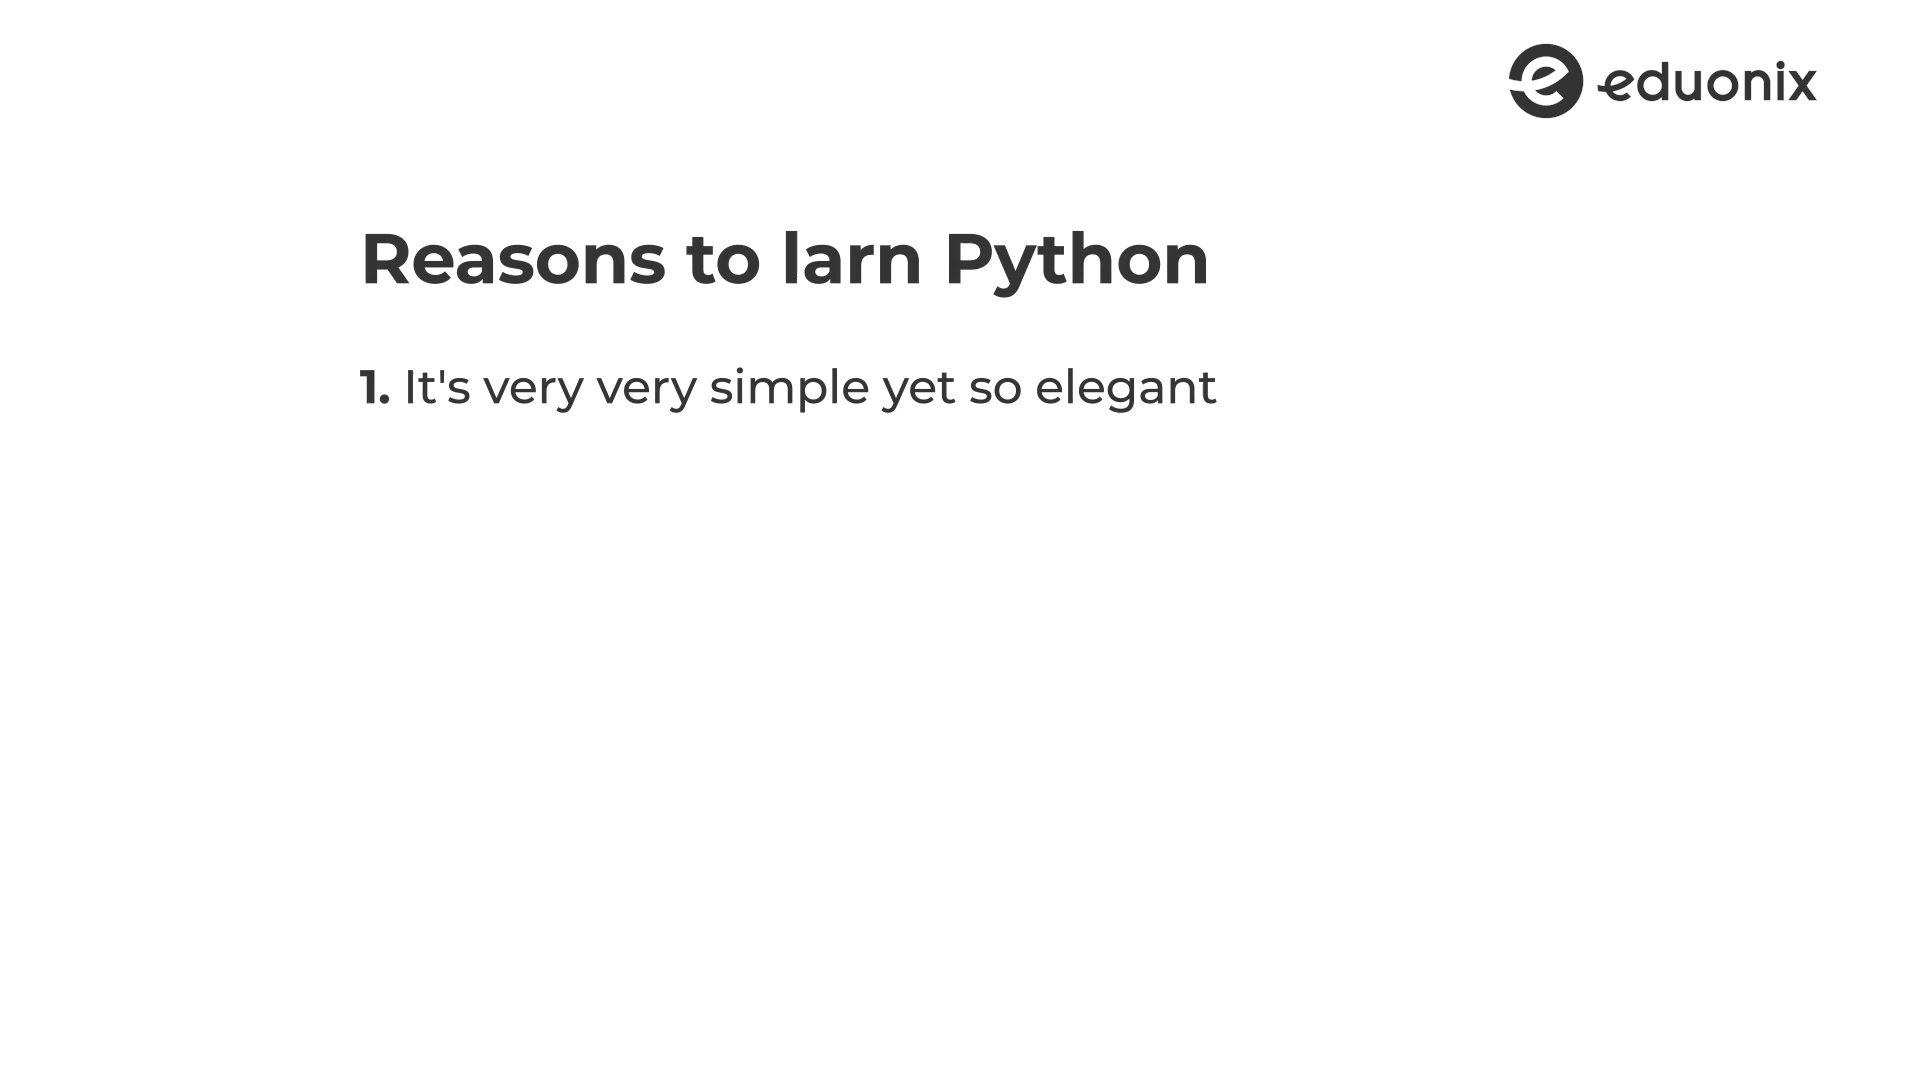 eduonix
Reasons to larn Python
1. It's very very simple yet so elegant